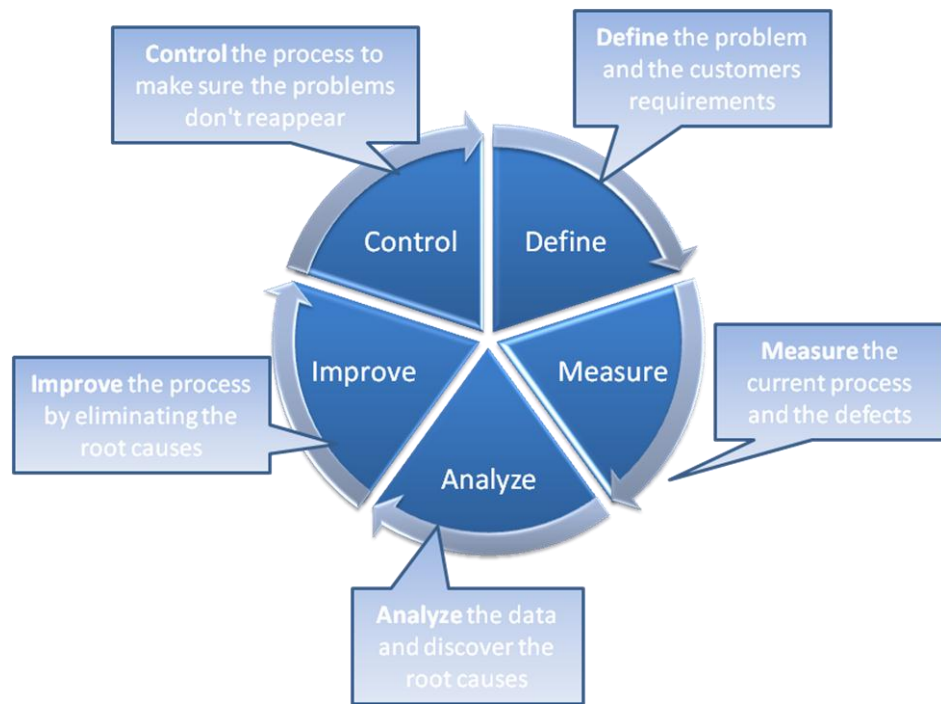 Control the process to
make sure the problems
don't reappear
Define the problem
and the customers
requirements
Control
Define
Improve the process
by eliminating the
root causes
Improve
Measure
Measure the
current process
and the defects
Analyze
Analyze the data
and discover the
root causes